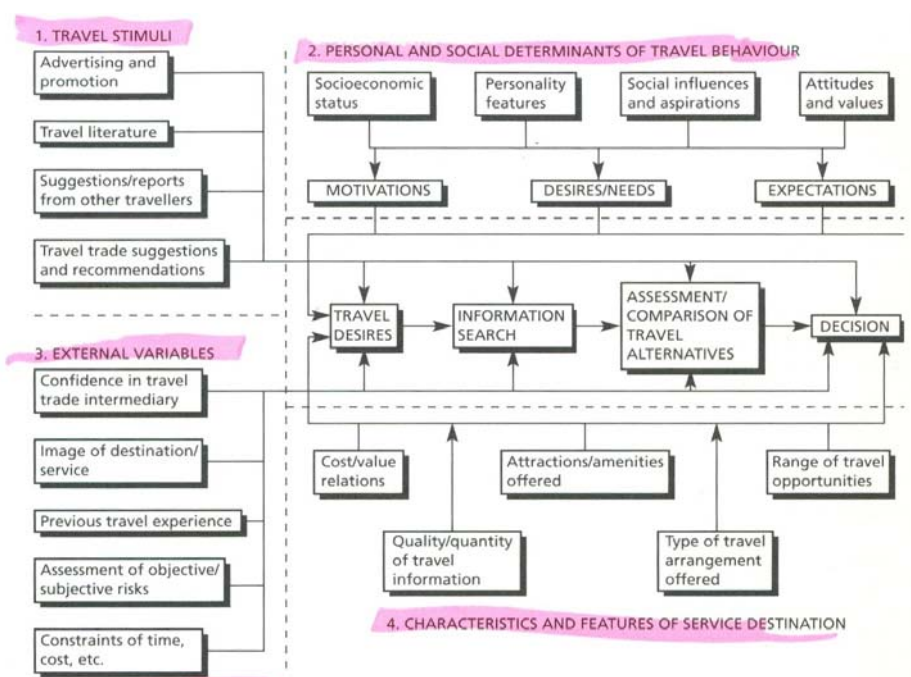 1. TRAVEL STIMULI
Advertising and
promotion
Travel literature
Suggestions/reports
from other travellers
Travel trade suggestions
and recommendations
2. PERSONAL AND SOCIAL DETERMINANTS OF TRAVEL BEHAVIOUR
Socioeconomic
status
Personality
features
Social influences
and aspirations
Attitudes
and values
MOTIVATIONS
DESIRES/NEEDS
EXPECTATIONS
TRAVEL
DESIRES
INFORMATION
SEARCH
ASSESSMENT/
COMPARISON OF
TRAVEL
ALTERNATIVES
DECISION
3. EXTERNAL VARIABLES
Confidence in travel
trade intermediary
Image of destination/
service
Previous travel experience
Assessment of objective/
subjective risks
Constraints of time,
cost, etc.
Cost/value
relations
Attractions/amenities
offered
Range of travel
opportunities
Quality/quantity
of travel
information
Type of travel
arrangement
offered
4. CHARACTERISTICS AND FEATURES OF SERVICE DESTINATION